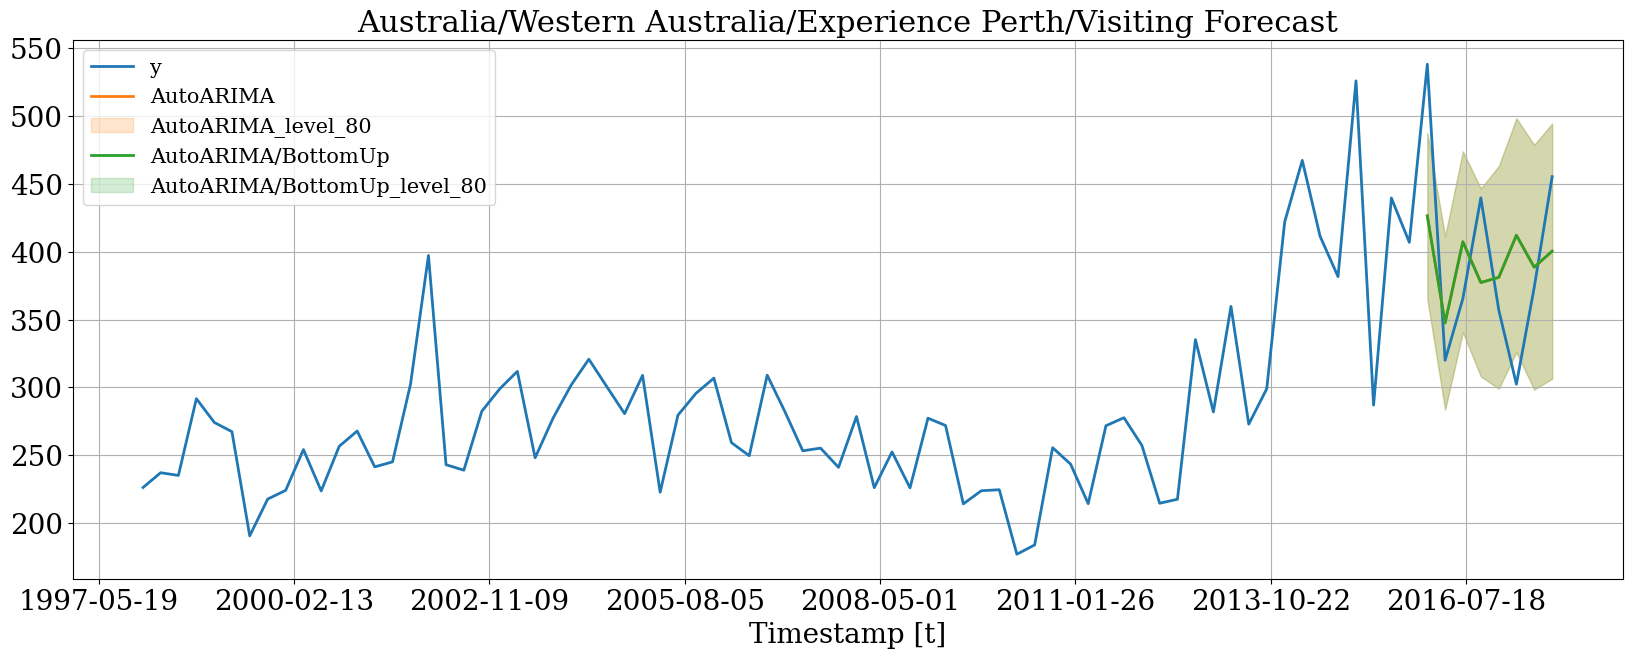 Australia/Western Australia/Experience Perth/Visiting Forecast
550
500
450
400
350
300
250
200
y
AutoARIMA
AutoARIMA_level_80
AutoARIMA/BottomUp
AutoARIMA/BottomUp_level_80
1997-05-19 2000-02-13 2002-11-09 2005-08-05 2008-05-01 2011-01-26 2013-10-22 2016-07-18
Timestamp [t]